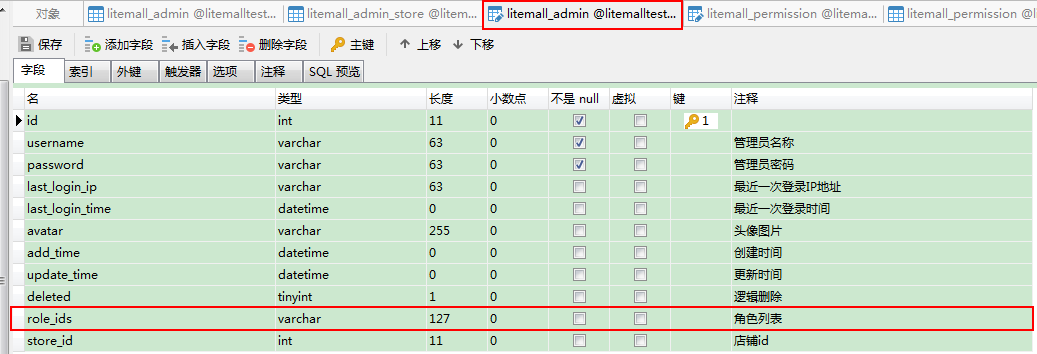 对象 litemall_admin @litemalltest... litemall_admin_store @litem... litemall_admin @litemalltest... litemall_permission @litema... litemall_permission @li
保存 添加字段 插入字段 删除字段 主键 上移 下移
字段 索引 外键 触发器 选项 注释 SQL 预览
名 类型 长度 小数点 不是 null 虚拟 键 注释
id int 11 0 1
username varchar 63 0 管理员名称
password varchar 63 0 管理员密码
last_login_ip varchar 63 0 最近一次登录IP地址
last_login_time datetime 0 0 最近一次登录时间
avatar varchar 255 0 头像图片
add_time datetime 0 0 创建时间
update_time datetime 0 0 更新时间
deleted tinyint 1 0 逻辑删除
role_ids varchar 127 0 角色列表
store_id int 11 0 店铺id